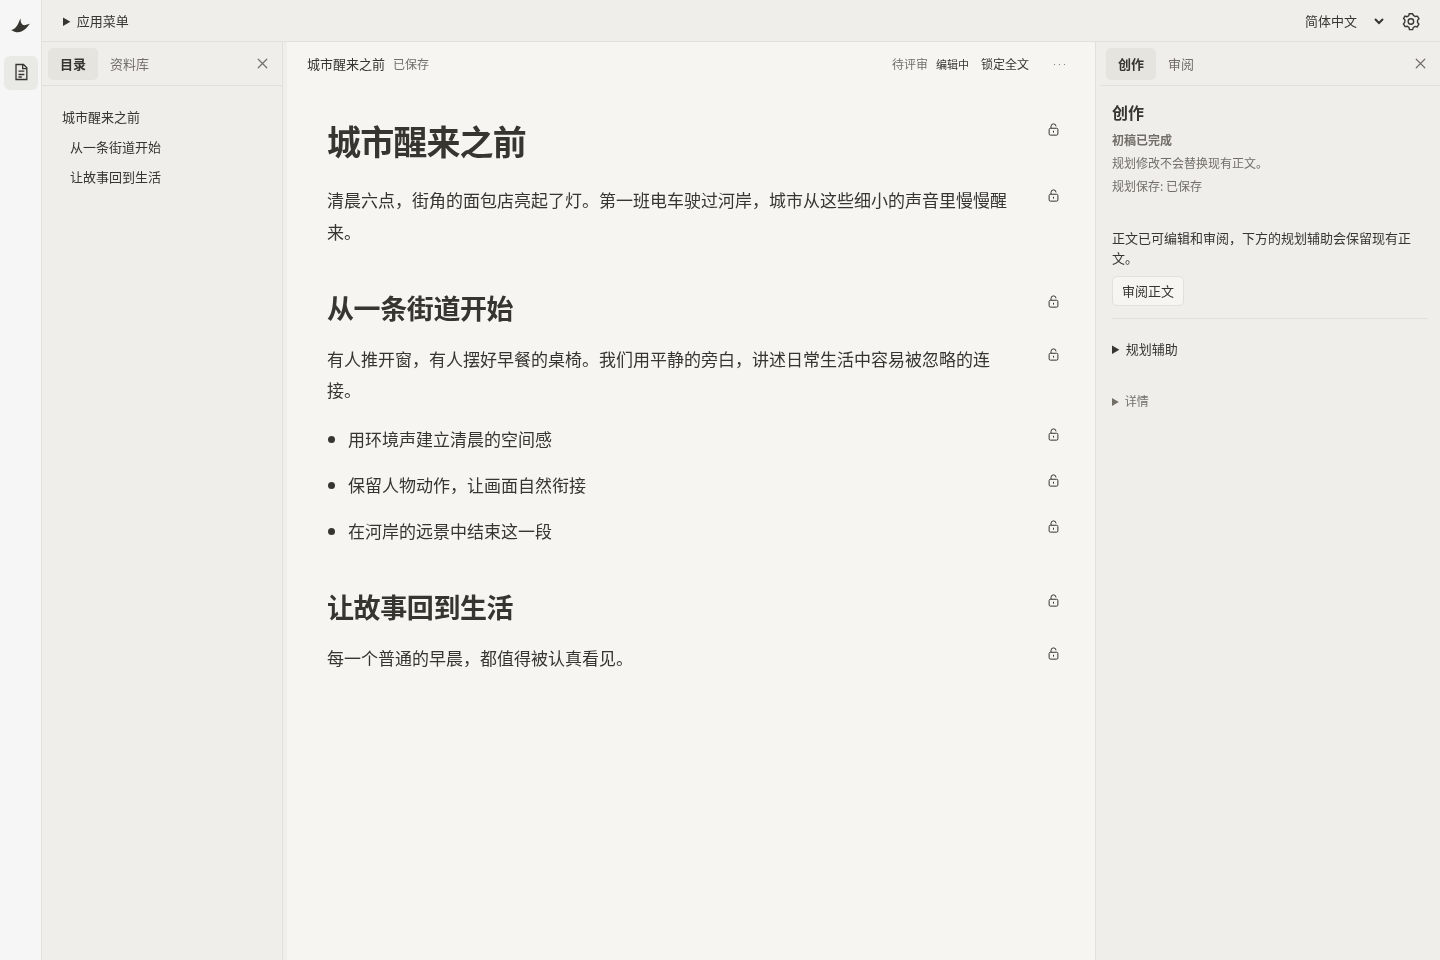 应用菜单
简体中文
目录 资料库
城市醒来之前
从一条街道开始
让故事回到生活
城市醒来之前 已保存
待评审 编辑中 锁定全文 ...
城市醒来之前
清晨六点，街角的面包店亮起了灯。第一班电车驶过河岸，城市从这些细小的声音里慢慢醒
来。
从一条街道开始
有人推开窗，有人摆好早餐的桌椅。我们用平静的旁白，讲述日常生活中容易被忽略的连
接。
用环境声建立清晨的空间感
保留人物动作，让画面自然衔接
在河岸的远景中结束这一段
让故事回到生活
每一个普通的早晨，都值得被认真看见。
创作 审阅
创作
初稿已完成
规划修改不会替换现有正文。
规划保存: 已保存
正文已可编辑和审阅，下方的规划辅助会保留现有正
文。
审阅正文
规划辅助
详情